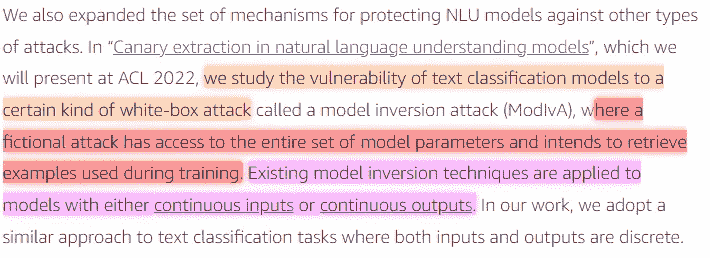 We also expanded the set of mechanisms for protecting NLU models against other types
of attacks. In “Canary extraction in natural language understanding models”, which we
will present at ACL 2022, we study the vulnerability of text classification models to a
certain kind of white-box attack called a model inversion attack (ModIvA), where a
fictional attack has access to the entire set of model parameters and intends to retrieve
examples used during training. Existing model inversion techniques are applied to
models with either continuous inputs or continuous outputs. In our work, we adopt a
similar approach to text classification tasks where both inputs and outputs are discrete.